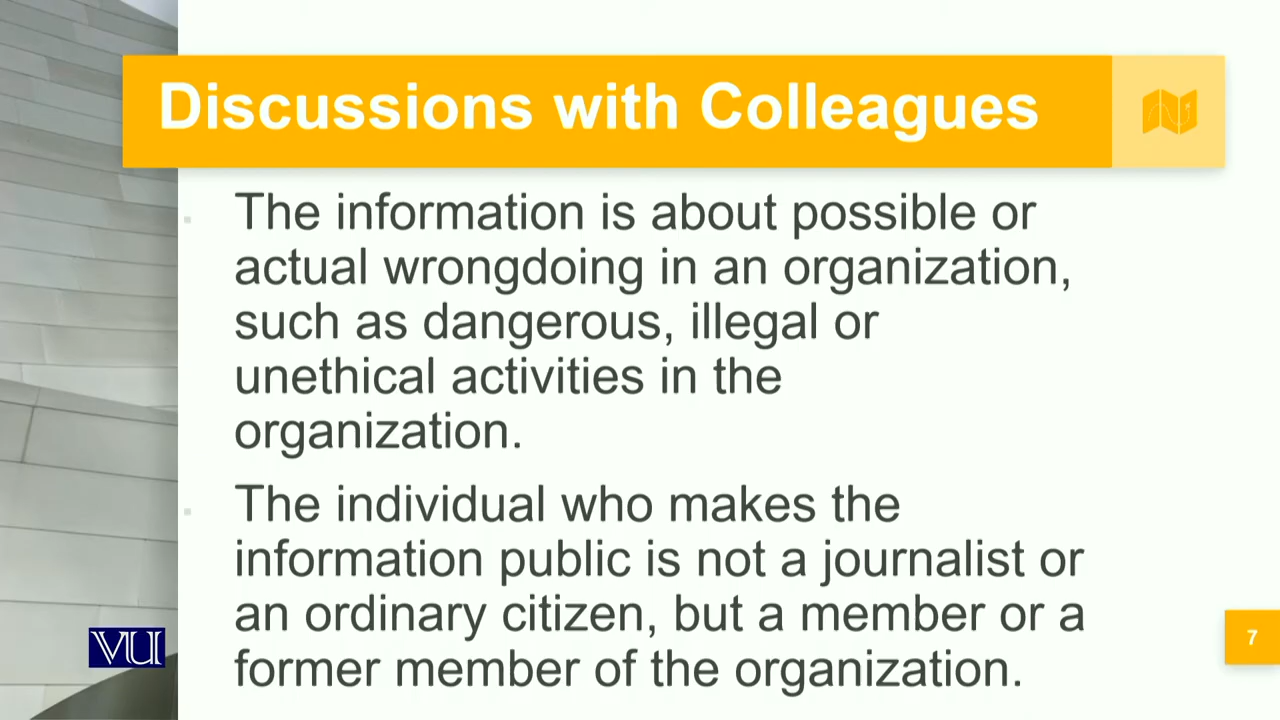 Discussions with Colleagues
The information is about possible or
actual wrongdoing in an organization,
such as dangerous, illegal or
unethical activities in the
organization.
The individual who makes the
information public is not a journalist or
an ordinary citizen, but a member or a
former member of the organization.
VU
7